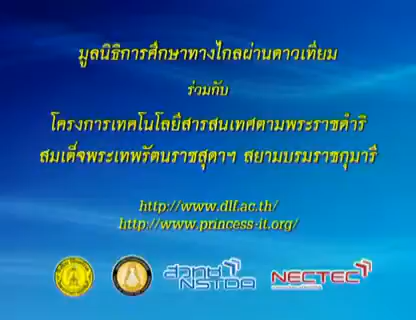 มูลนิธิการศึกษาทางไกลผ่านดาวเทียม
ร่วมกับ
โครงการเทคโนโลยีสารสนเทศตามพระราชดำริ
สมเด็จพระเทพรัตนราชสุดาฯ สยามบรมราชกุมารี
http://www.dlf.ac.th/
http://www.princess-it.org/
สวทช
NSTDA
NECTEC